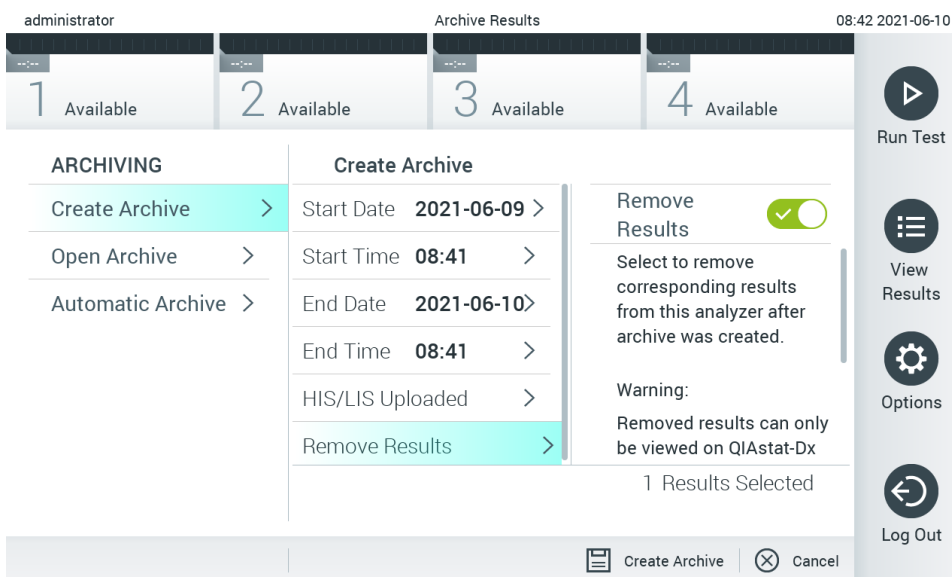 administrator Archive Results 08:42 2021-06-10
--:-- --:-- --:-- --:--
1 Available 2 Available 3 Available 4 Available
Run Test
ARCHIVING
Create Archive
Open Archive
Automatic Archive
Create Archive
Start Date 2021-06-09
Start Time 08:41
End Date 2021-06-10
End Time 08:41
HIS/LIS Uploaded
Remove Results
Remove
Results
Select to remove
corresponding results
from this analyzer after
archive was created.
Warning:
Removed results can only
be viewed on QIAstat-Dx
1 Results Selected
View
Results
Options
Log Out
Create Archive Cancel